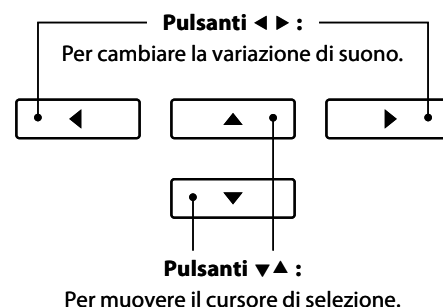 Pulsanti ◀ ▶ :
Per cambiare la variazione di suono.
Pulsanti ▼▲ :
Per muovere il cursore di selezione.